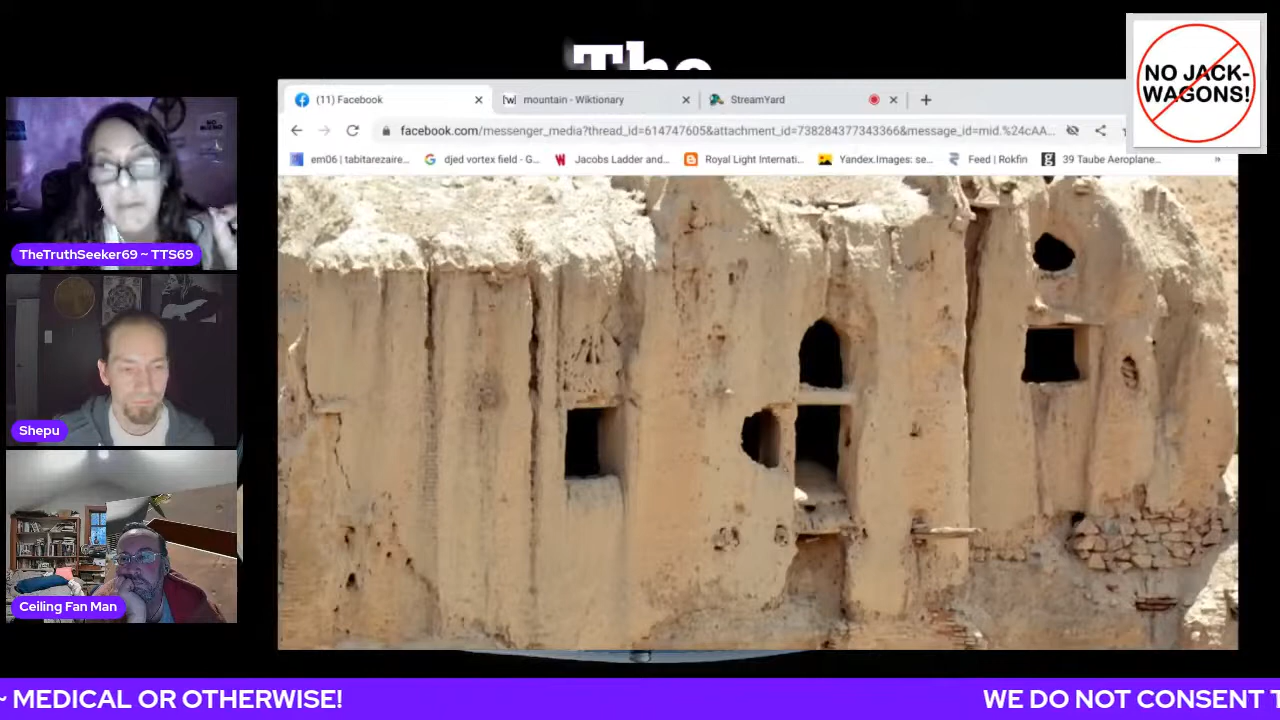 The
NO JACK-
WAGONS!
(11) Facebook
mountain - Wiktionary
StreamYard
facebook.com/messenger_media?thread_id=614747605&attachment_id=738284377343366&message_id=mid.%24cAA...
em06 | tabitarezaire...
djed vortex field - G...
Jacobs Ladder and...
Royal Light Internati...
Yandex.Images: se...
Feed | Rokfin
39 Taube Aeroplane...
»
TheTruthSeeker69 ~ TTS69
Shepu
Ceiling Fan Man
~ MEDICAL OR OTHERWISE!
WE DO NOT CONSENT T